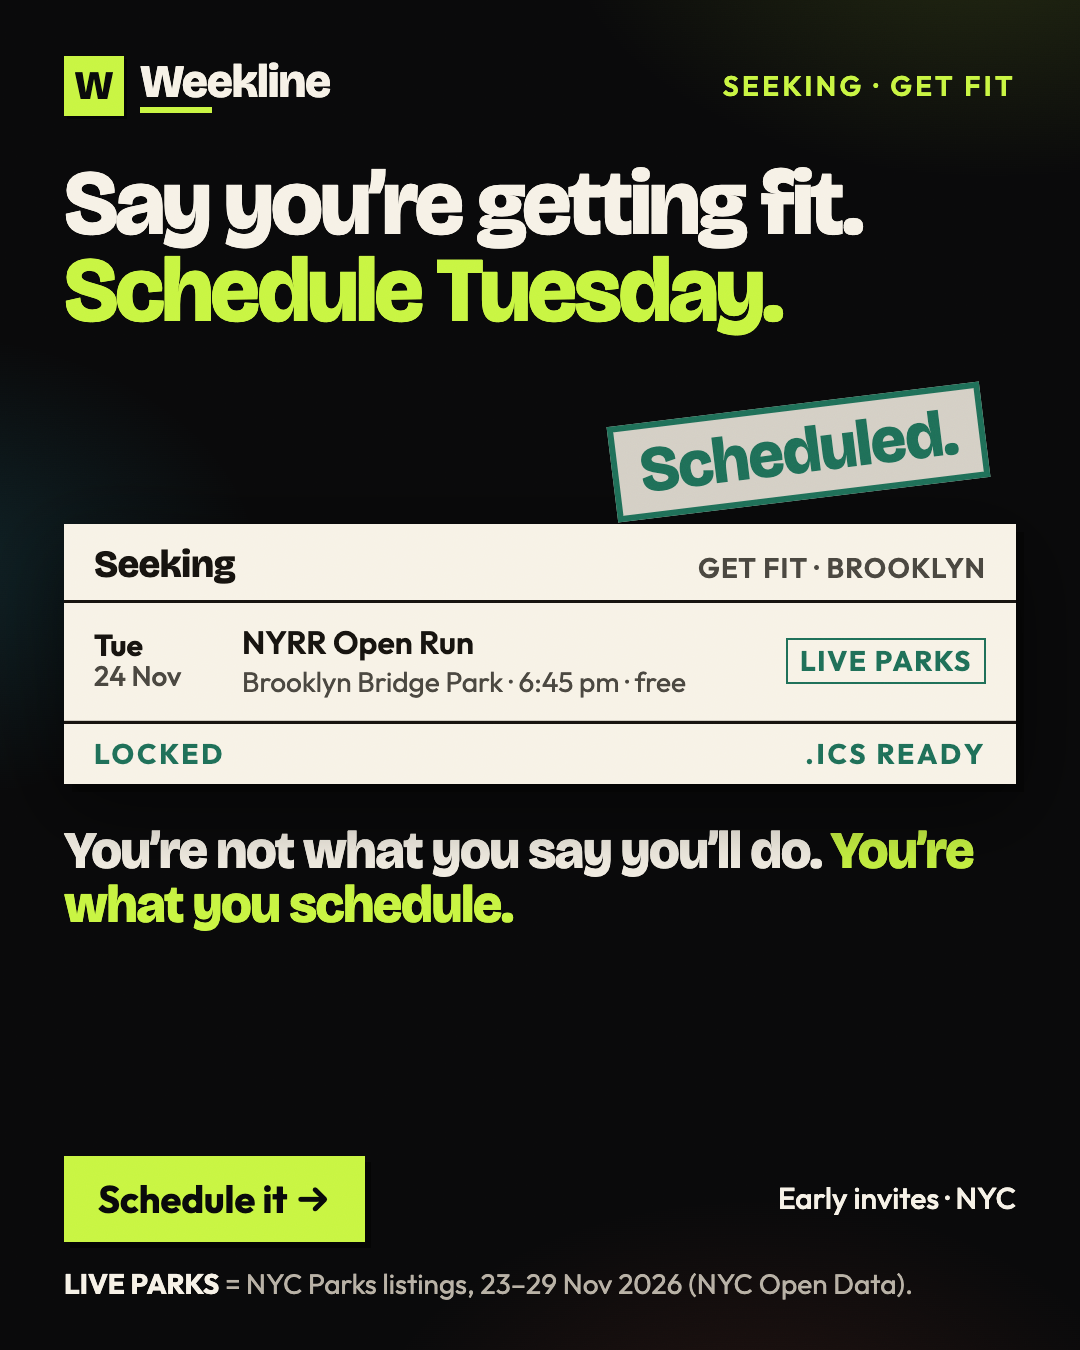 W Weekline
SEEKING · GET FIT
Say you’re getting fit.
Schedule Tuesday.
Scheduled.
Seeking
GET FIT · BROOKLYN
Tue
24 Nov
NYRR Open Run
Brooklyn Bridge Park · 6:45 pm · free
LIVE PARKS
LOCKED
.ICS READY
You’re not what you say you’ll do. You’re
what you schedule.
Schedule it →
Early invites · NYC
LIVE PARKS = NYC Parks listings, 23–29 Nov 2026 (NYC Open Data).